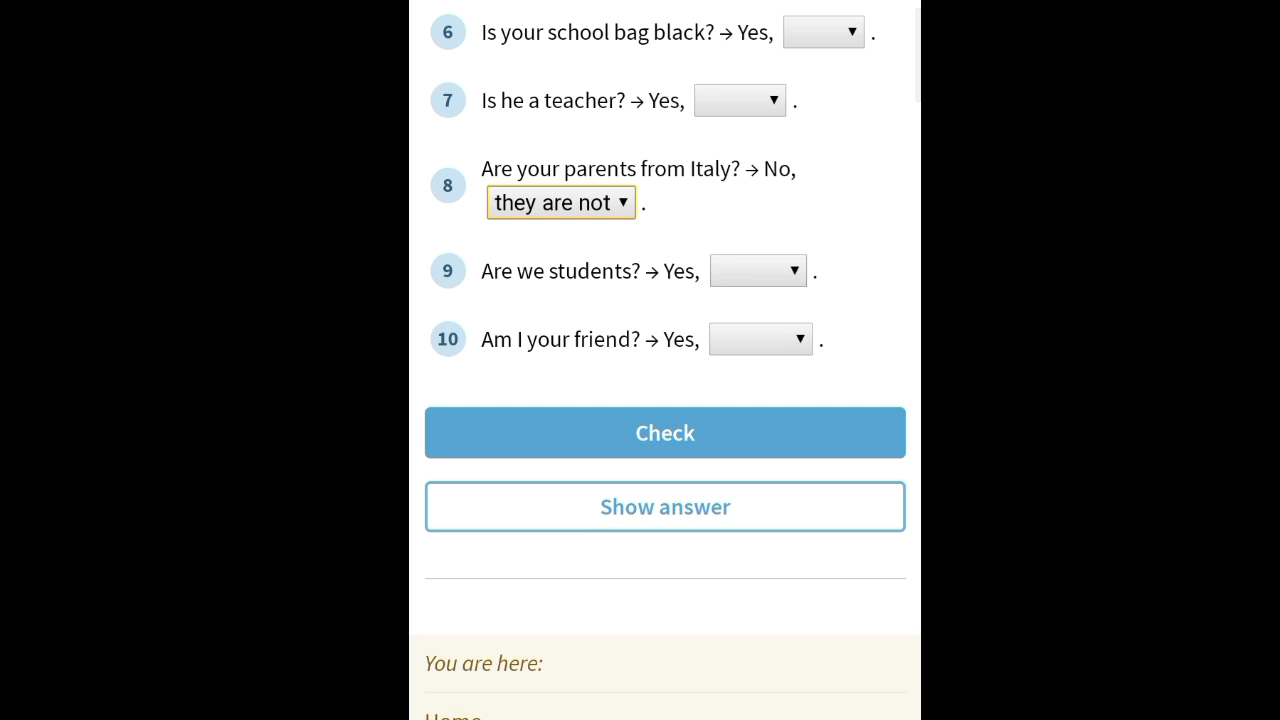 6 Is your school bag black? → Yes, .
7 Is he a teacher? → Yes, .
Are your parents from Italy? → No,
8 they are not .
9 Are we students? → Yes, .
10 Am I your friend? → Yes, .
Check
Show answer
You are here:
Home